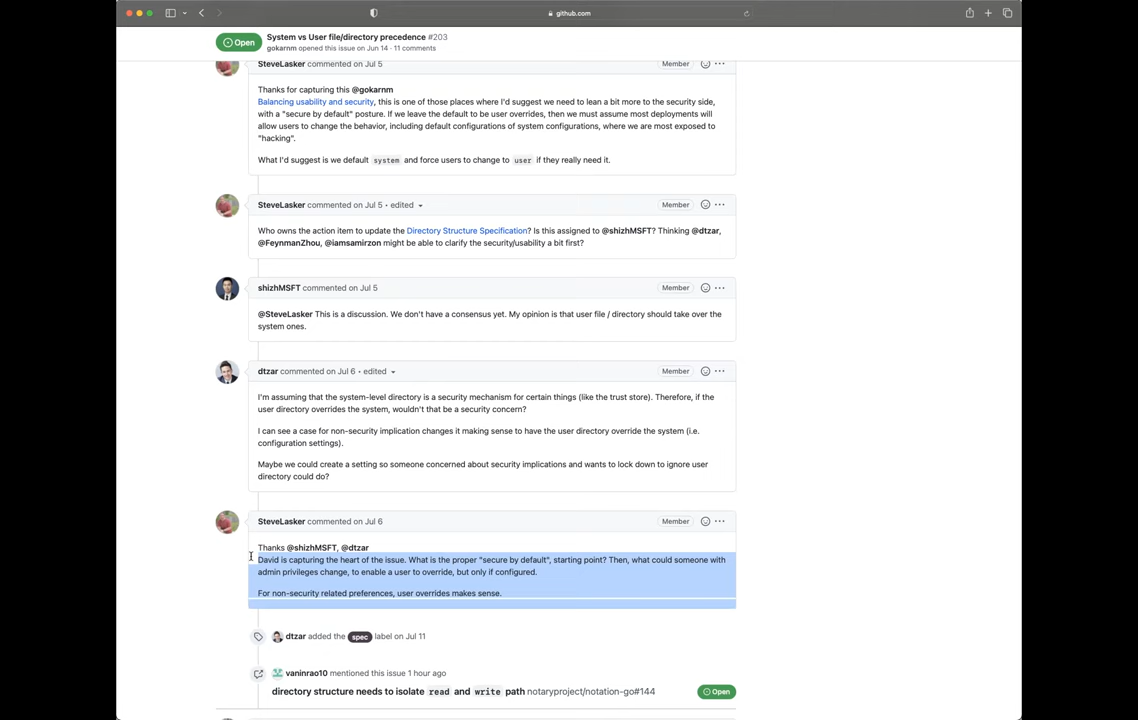 github.com
Open
System vs User file/directory precedence #203
gokarnm opened this issue on Jun 14 · 11 comments
SteveLasker commented on Jul 5
Member
Thanks for capturing this @gokarnm
Balancing usability and security, this is one of those places where I'd suggest we need to lean a bit more to the security side,
with a "secure by default" posture. If we leave the default to be user overrides, then we must assume most deployments will
allow users to change the behavior, including default configurations of system configurations, where we are most exposed to
"hacking".
What I'd suggest is we default system and force users to change to user if they really need it.
SteveLasker commented on Jul 5 • edited
Member
Who owns the action item to update the Directory Structure Specification? Is this assigned to @shizhMSFT? Thinking @dtzar,
@FeynmanZhou, @iamsamirzon might be able to clarify the security/usability a bit first?
shizhMSFT commented on Jul 5
Member
@SteveLasker This is a discussion. We don't have a consensus yet. My opinion is that user file / directory should take over the
system ones.
dtzar commented on Jul 6 • edited
Member
I'm assuming that the system-level directory is a security mechanism for certain things (like the trust store). Therefore, if the
user directory overrides the system, wouldn't that be a security concern?
I can see a case for non-security implication changes it making sense to have the user directory override the system (i.e.
configuration settings).
Maybe we could create a setting so someone concerned about security implications and wants to lock down to ignore user
directory could do?
SteveLasker commented on Jul 6
Member
Thanks @shizhMSFT, @dtzar
David is capturing the heart of the issue. What is the proper "secure by default", starting point? Then, what could someone with
admin privileges change, to enable a user to override, but only if configured.
For non-security related preferences, user overrides makes sense.
dtzar added the spec label on Jul 11
vaninrao10 mentioned this issue 1 hour ago
directory structure needs to isolate read and write path notaryproject/notation-go#144
Open